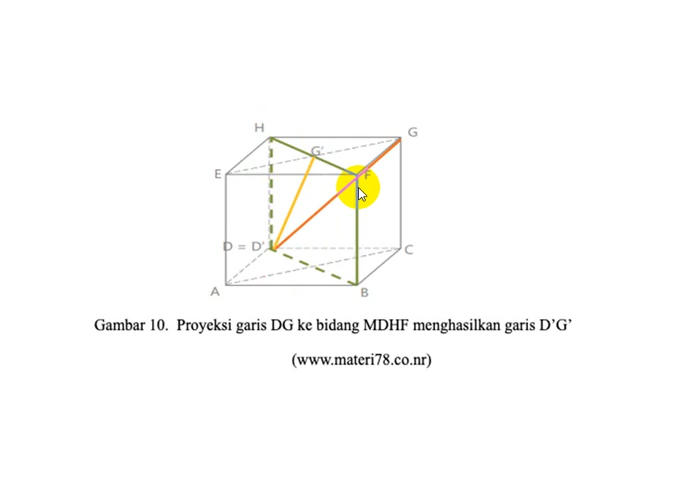 H
G
G'
E
F
D = D'
C
A
B
Gambar 10. Proyeksi garis DG ke bidang MDHF menghasilkan garis D’G’
(www.materi78.co.nr)